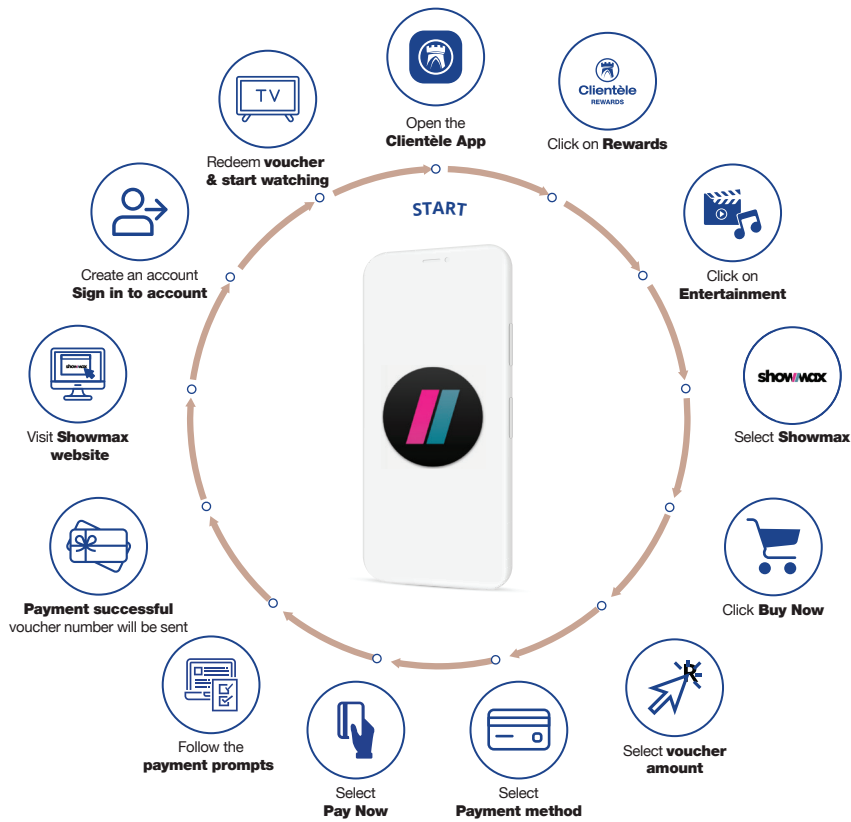 START
Open the
Clientèle App
Clientèle
REWARDS
Click on Rewards
Click on
Entertainment
showmax
Select Showmax
Click Buy Now
R
Select voucher
amount
Select
Payment method
Select
Pay Now
Follow the
payment prompts
Payment successful
voucher number will be sent
showmax
Visit Showmax
website
Create an account
Sign in to account
TV
Redeem voucher
& start watching